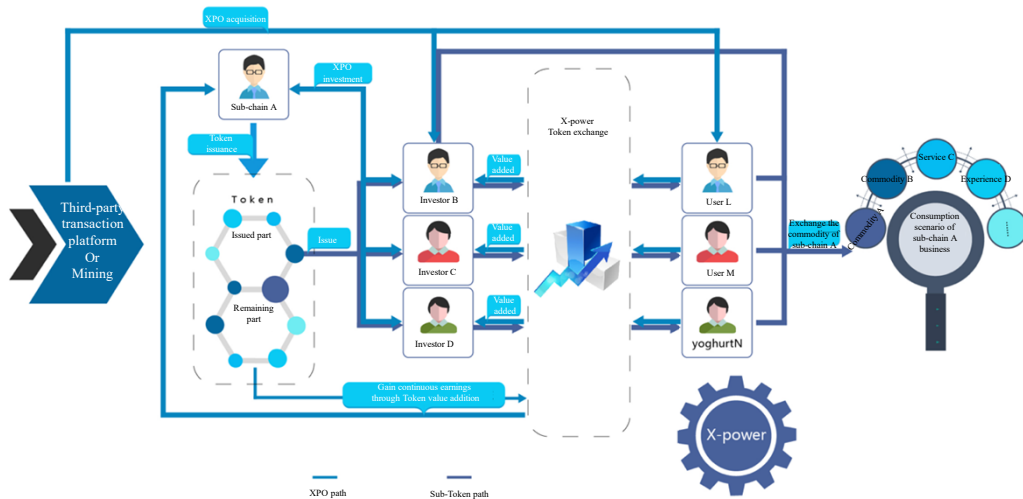 XPO acquisition
XPO
investment
Sub-chain A
Token
issuance
Third-party
transaction
platform
Or
Mining
Token
Issued part
Remaining
part
Issue
Investor B
Investor C
Investor D
Value
added
Value
added
Value
added
X-power
Token exchange
User L
User M
yoghurtN
Exchange the
commodity of
sub-chain A
Commodity B
Service C
Experience D
Consumption
scenario of
sub-chain A
business
Gain continuous earnings
through Token value addition
X-power
XPO path
Sub-Token path